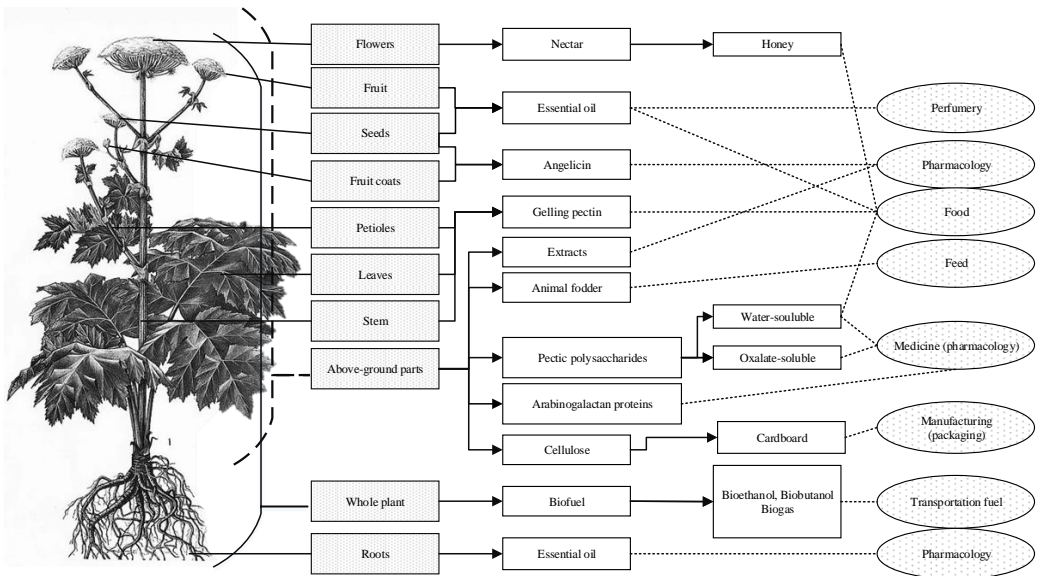 Flowers
Nectar
Honey
Fruit
Essential oil
Perfumery
Seeds
Angelicin
Pharmacology
Fruit coats
Petioles
Gelling pectin
Food
Extracts
Leaves
Animal fodder
Feed
Stem
Water-souluble
Above-ground parts
Pectic polysaccharides
Oxalate-soluble
Medicine (pharmacology)
Arabinogalactan proteins
Cellulose
Cardboard
Manufacturing
(packaging)
Whole plant
Biofuel
Bioethanol, Biobutanol
Biogas
Transportation fuel
Roots
Essential oil
Pharmacology